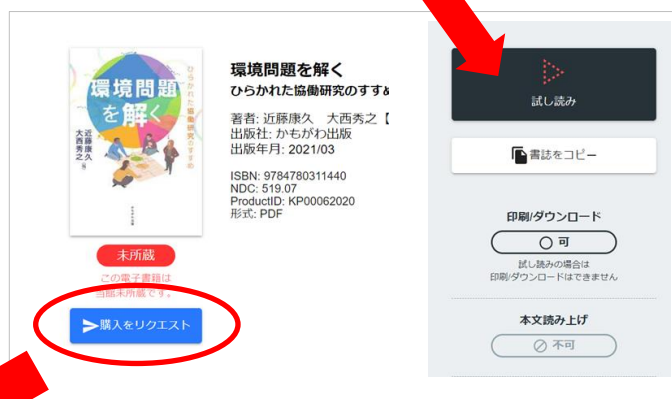 環境問題
を解く
ひらかれた協働研究のすすめ
近藤康久
大西秀之 編
未所蔵
この電子書籍は
当館未所蔵です。
購入をリクエスト
環境問題を解く
ひらかれた協働研究のすすめ
著者: 近藤康久 大西秀之【
出版社: かもがわ出版
出版年月: 2021/03
ISBN: 9784780311440
NDC: 519.07
ProductID: KP00062020
形式: PDF
試し読み
書誌をコピー
印刷/ダウンロード
可
試し読みの場合は
印刷/ダウンロードはできません
本文読み上げ
不可